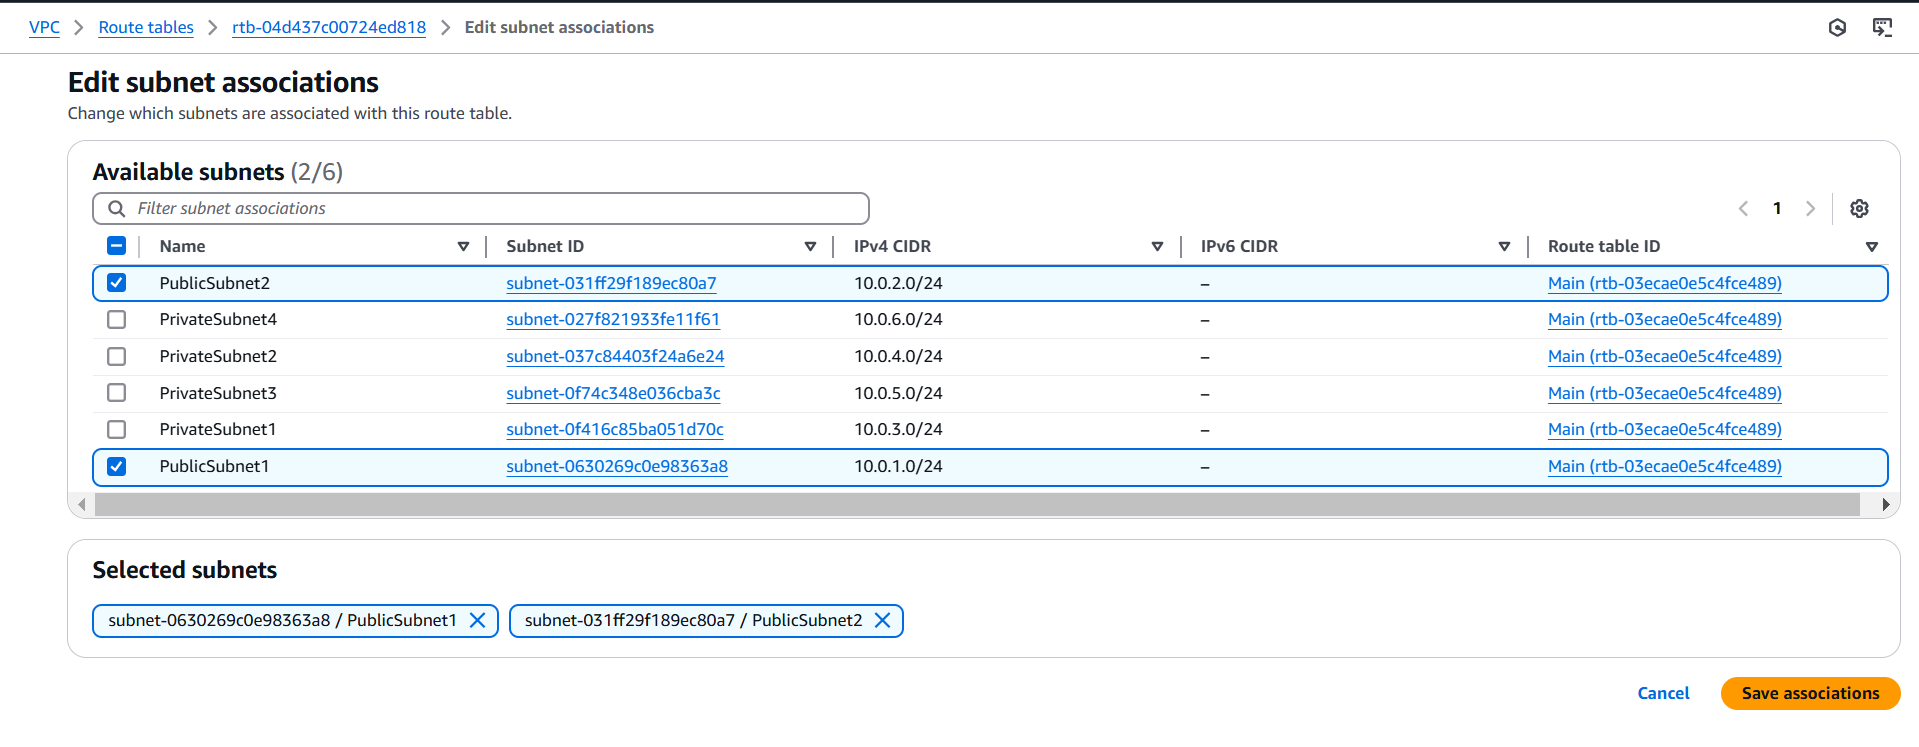 VPC > Route tables > rtb-04d437c00724ed818 > Edit subnet associations
Edit subnet associations
Change which subnets are associated with this route table.
Available subnets (2/6)
Filter subnet associations
1
Name Subnet ID IPv4 CIDR IPv6 CIDR Route table ID
PublicSubnet2 subnet-031ff29f189ec80a7 10.0.2.0/24 – Main (rtb-03ecae0e5c4fce489)
PrivateSubnet4 subnet-027f821933fe11f61 10.0.6.0/24 – Main (rtb-03ecae0e5c4fce489)
PrivateSubnet2 subnet-037c84403f24a6e24 10.0.4.0/24 – Main (rtb-03ecae0e5c4fce489)
PrivateSubnet3 subnet-0f74c348e036cba3c 10.0.5.0/24 – Main (rtb-03ecae0e5c4fce489)
PrivateSubnet1 subnet-0f416c85ba051d70c 10.0.3.0/24 – Main (rtb-03ecae0e5c4fce489)
PublicSubnet1 subnet-0630269c0e98363a8 10.0.1.0/24 – Main (rtb-03ecae0e5c4fce489)
Selected subnets
subnet-0630269c0e98363a8 / PublicSubnet1 subnet-031ff29f189ec80a7 / PublicSubnet2
Cancel Save associations